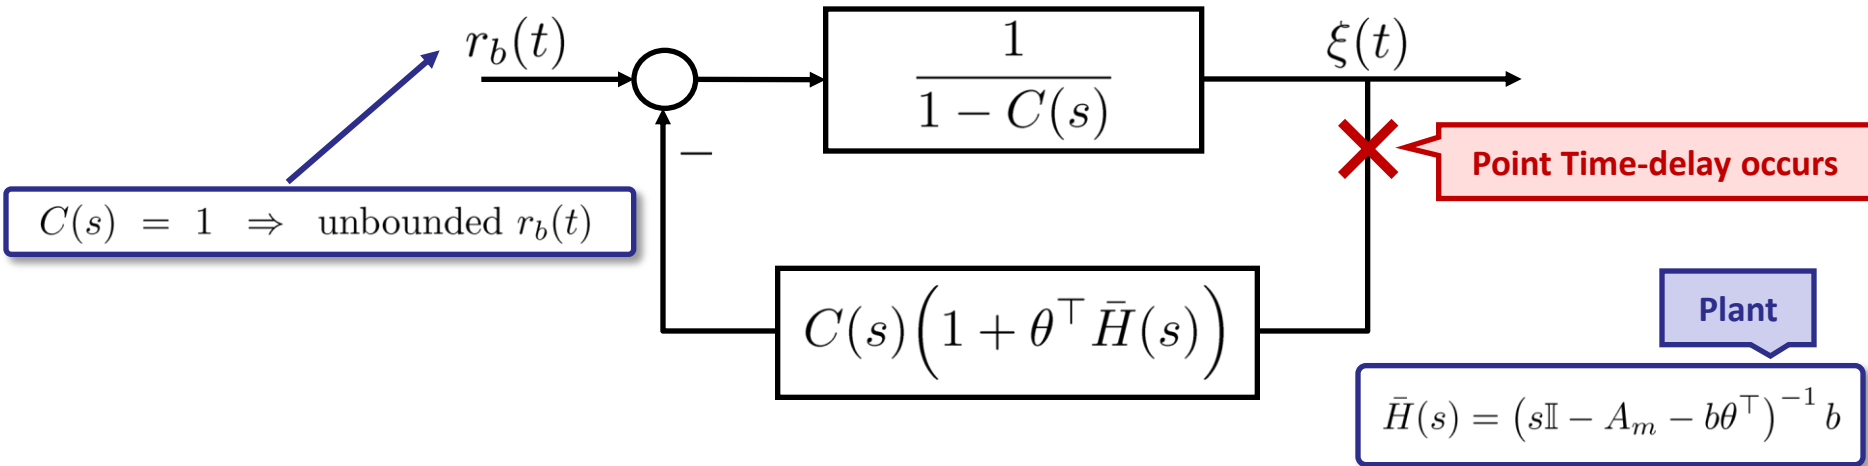 r_b(t)
1
1 − C(s)
ξ(t)
−
Point Time-delay occurs
C(s) = 1 ⇒ unbounded r_b(t)
C(s)(1 + θ^⊤ H̄(s))
Plant
H̄(s) = (s𝕀 − A_m − bθ^⊤)^{−1} b